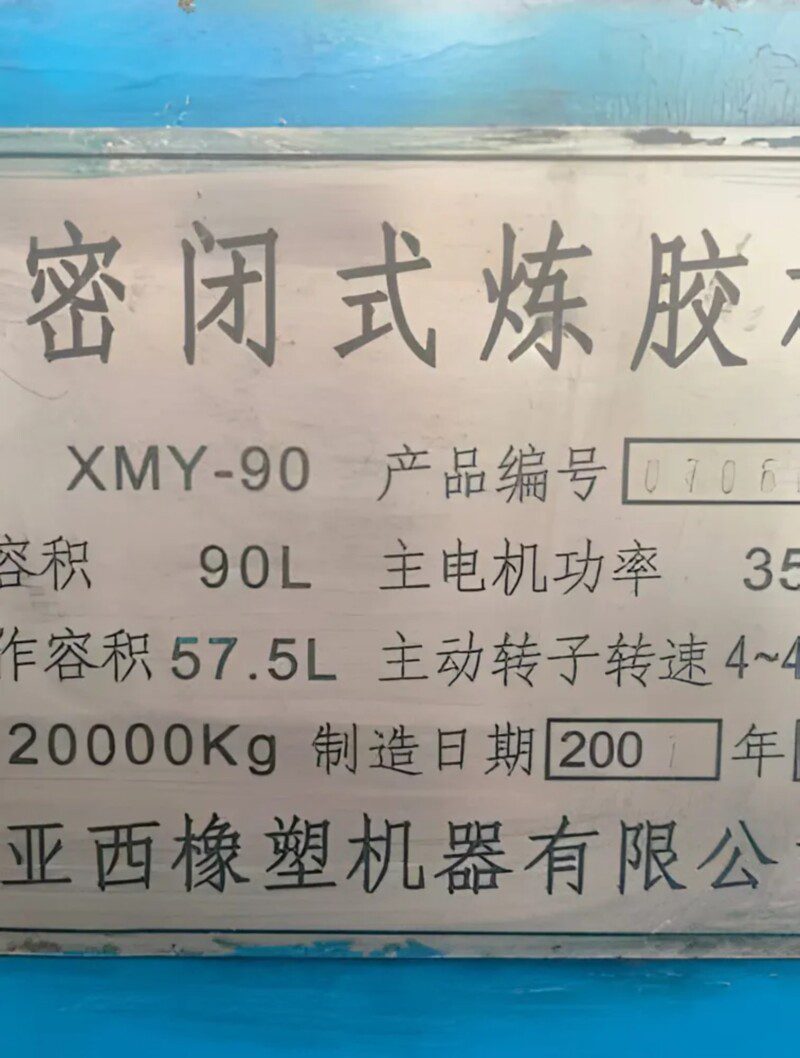 密闭式炼胶
XMY-90 产品编号 0706
容积 90L 主电机功率 35
作容积 57.5L 主动转子转速 4~4
20000Kg 制造日期 200 年
亚西橡塑机器有限公